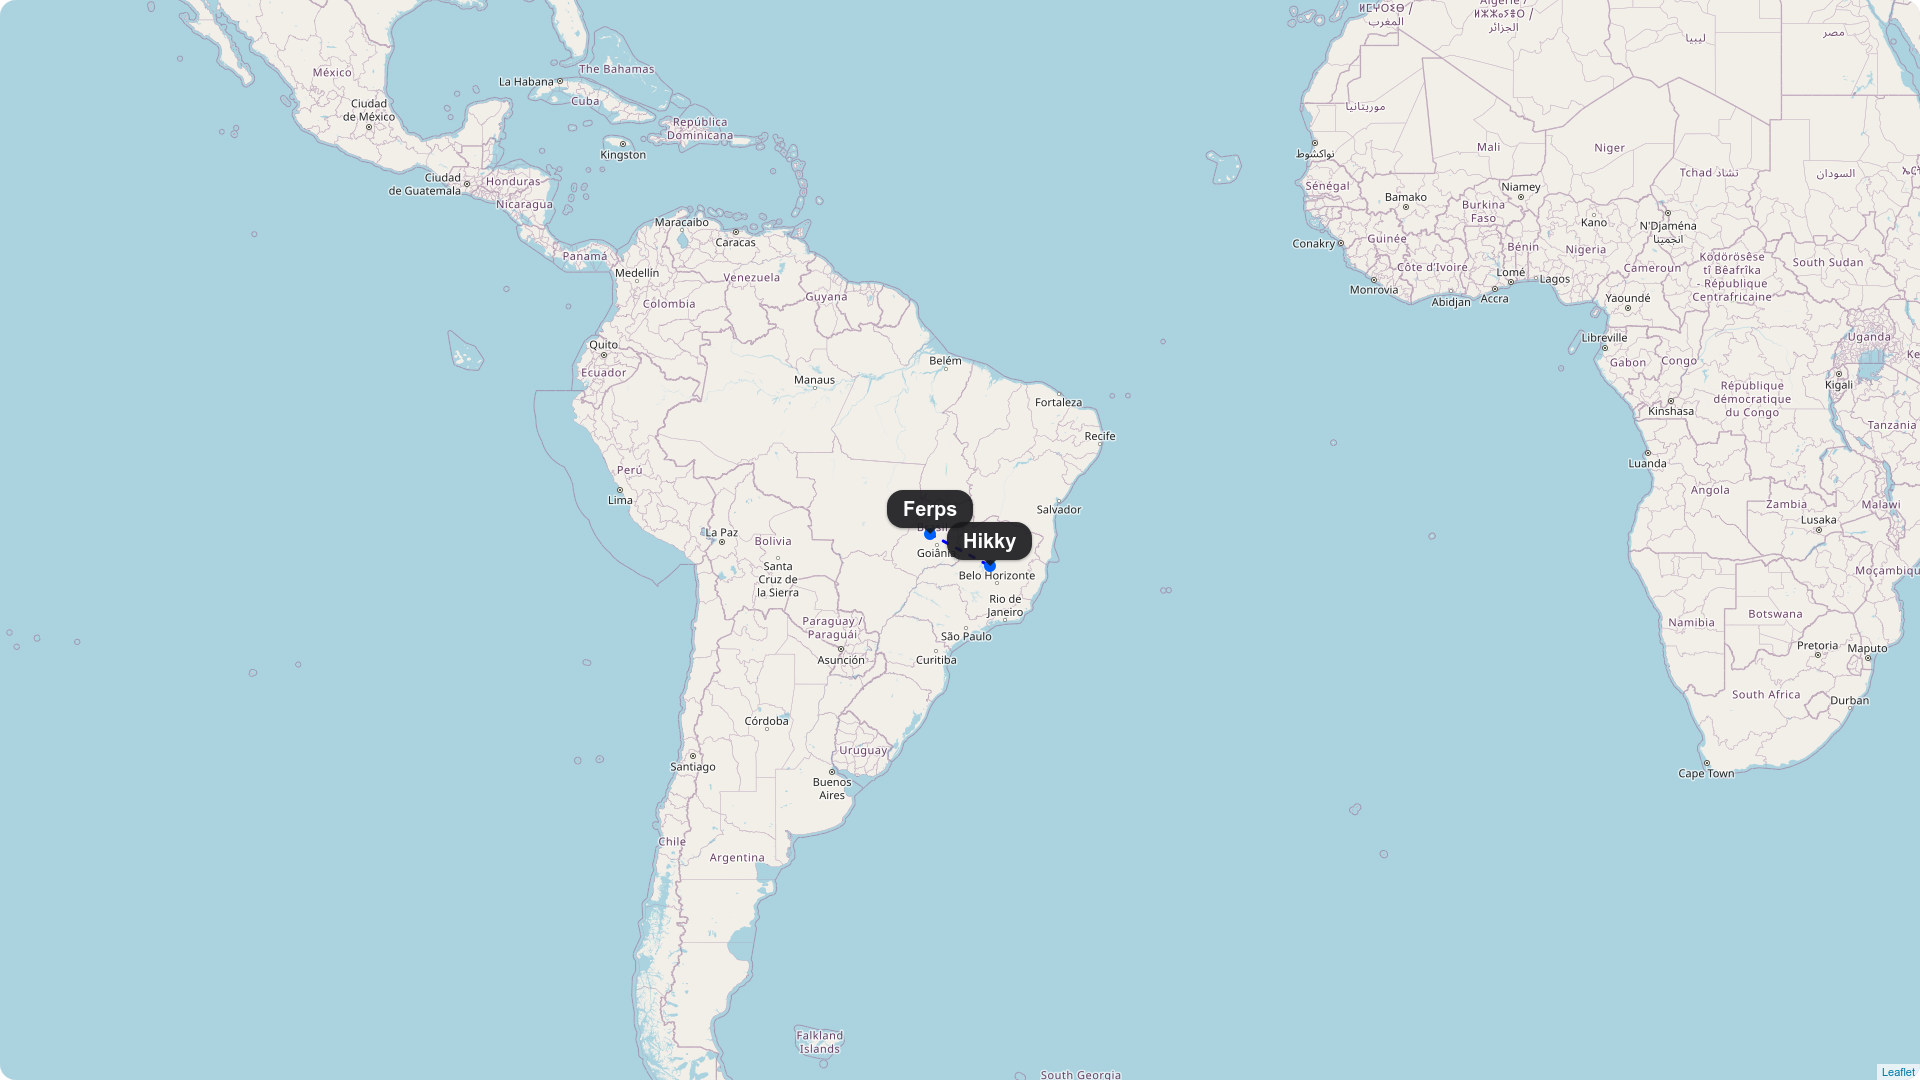 ⵍⵎⵖⵔⵉⴱ /
المغرب
ⵍⵣⵣⴰⵢⴻⵔ /
الجزائر
ليبيا
مصر
México
La Habana
The Bahamas
Cuba
Ciudad
de México
República
Dominicana
Kingston
Ciudad
de Guatemala
Honduras
Nicaragua
موريتانيا
نواكشوط
Mali
Niger
Tchad تشاد
السودان
Sénégal
Bamako
Niamey
Burkina
Faso
Kano
N'Djaména
انجمينا
Maracaibo
Caracas
Panamá
Medellín
Venezuela
Colombia
Guyana
Conakry
Guinée
Bénin
Nigeria
Côte d'Ivoire
Lomé
Lagos
Cameroun
Ködörösêse
tî Bêafrîka
- République
Centrafricaine
South Sudan
Monrovia
Abidjan
Accra
Yaoundé
Quito
Ecuador
Manaus
Belém
Libreville
Gabon
Congo
Uganda
Ke
Kigali
République
démocratique
du Congo
Kinshasa
Fortaleza
Recife
Tanzania
Perú
Lima
Luanda
Angola
Zambia
Malawi
Lusaka
Ferps
Salvador
La Paz
Bolivia
Hikky
Goiân
Santa
Cruz de
la Sierra
Belo Horizonte
Moçambiqu
Rio de
Janeiro
Paraguay /
Paraguái
São Paulo
Botswana
Namibia
Asunción
Curitiba
Pretoria
Maputo
South Africa
Durban
Córdoba
Uruguay
Santiago
Buenos
Aires
Cape Town
Chile
Argentina
Falkland
Islands
South Georgia
Leaflet